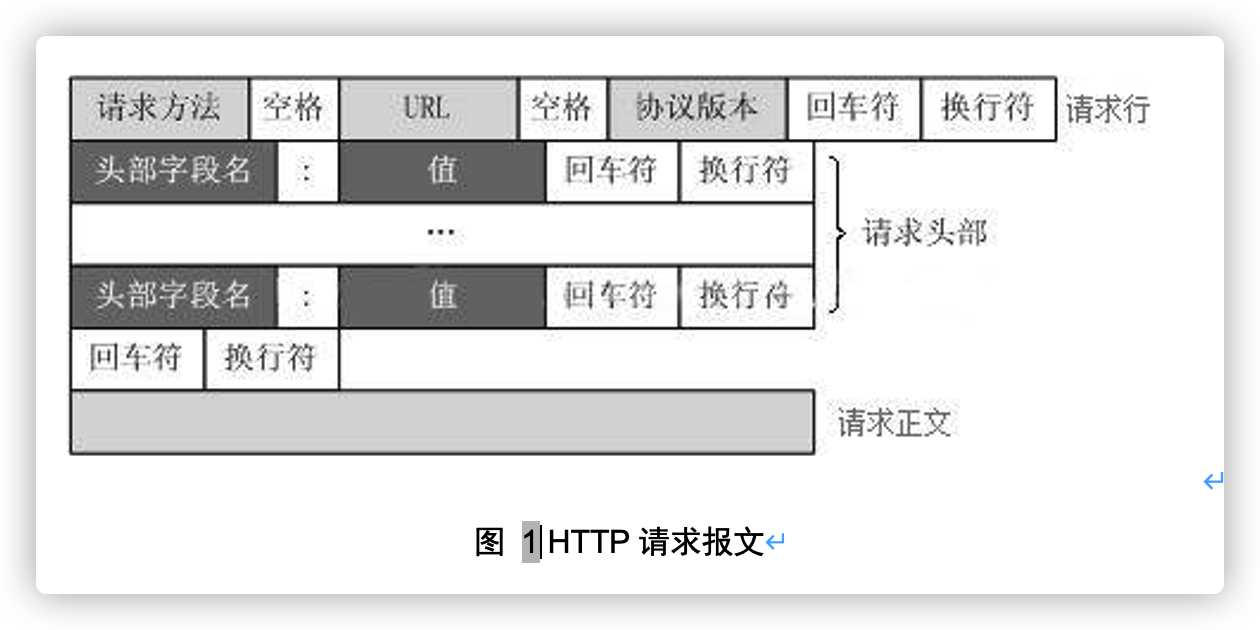 请求方法 空格 URL 空格 协议版本 回车符 换行符 请求行
头部字段名 : 值 回车符 换行符
...
请求头部
头部字段名 : 值 回车符 换行符
回车符 换行符
请求正文
图 1 HTTP 请求报文